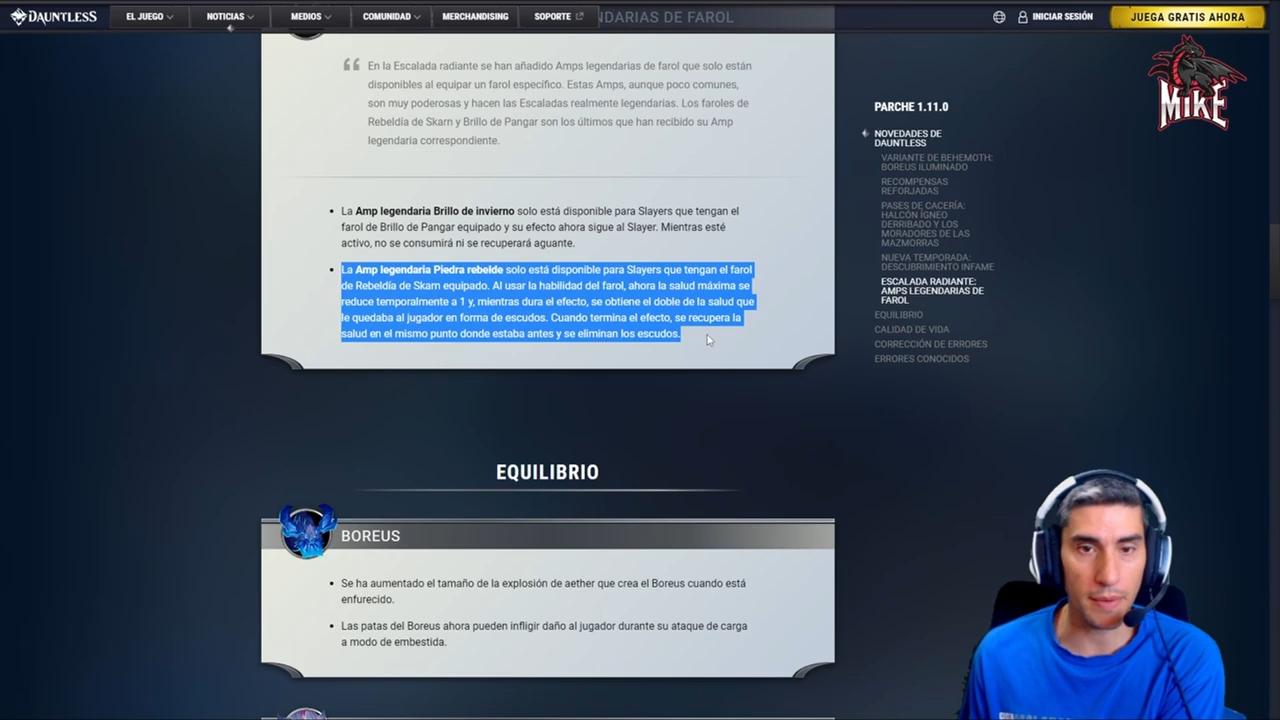 DAUNTLESS
EL JUEGO
NOTICIAS
MEDIOS
COMUNIDAD
MERCHANDISING
SOPORTE
NDARIAS DE FAROL
INICIAR SESIÓN
JUEGA GRATIS AHORA
En la Escalada radiante se han añadido Amps legendarias de farol que solo están
disponibles al equipar un farol específico. Estas Amps, aunque poco comunes,
son muy poderosas y hacen las Escaladas realmente legendarias. Los faroles de
Rebeldía de Skarn y Brillo de Pangar son los últimos que han recibido su Amp
legendaria correspondiente.
La Amp legendaria Brillo de invierno solo está disponible para Slayers que tengan el
farol de Brillo de Pangar equipado y su efecto ahora sigue al Slayer. Mientras esté
activo, no se consumirá ni se recuperará aguante.
La Amp legendaria Piedra rebelde solo está disponible para Slayers que tengan el farol
de Rebeldía de Skarn equipado. Al usar la habilidad del farol, ahora la salud máxima se
reduce temporalmente a 1 y, mientras dura el efecto, se obtiene el doble de la salud que
le quedaba al jugador en forma de escudos. Cuando termina el efecto, se recupera la
salud en el mismo punto donde estaba antes y se eliminan los escudos.
EQUILIBRIO
BOREUS
Se ha aumentado el tamaño de la explosión de aether que crea el Boreus cuando está
enfurecido.
Las patas del Boreus ahora pueden infligir daño al jugador durante su ataque de carga
a modo de embestida.
MIKE
PARCHE 1.11.0
NOVEDADES DE
DAUNTLESS
VARIANTE DE BEHEMOTH:
BOREUS ILUMINADO
RECOMPENSAS
REFORJADAS
PASES DE CACERÍA:
HALCÓN ÍGNEO
DERRIBADO Y LOS
MORADORES DE LAS
MAZMORRAS
NUEVA TEMPORADA:
DESCUBRIMIENTO INFAME
ESCALADA RADIANTE:
AMPS LEGENDARIAS DE
FAROL
EQUILIBRIO
CALIDAD DE VIDA
CORRECCIÓN DE ERRORES
ERRORES CONOCIDOS